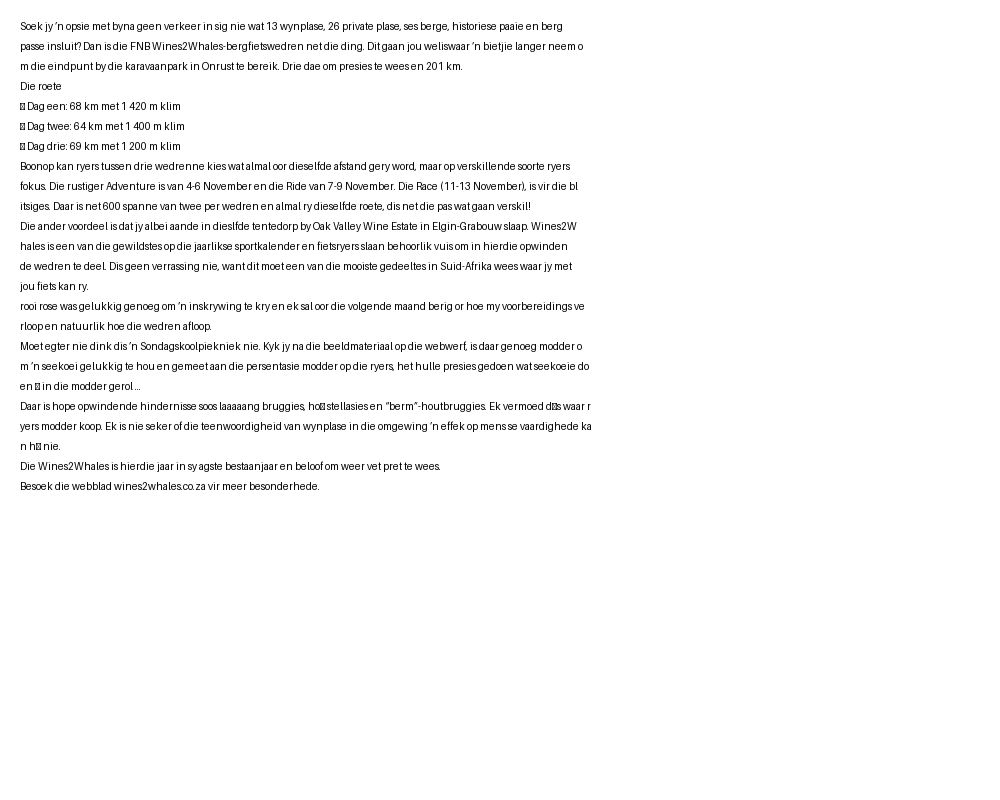 Soek jy 'n opsie met byna geen verkeer in sig nie wat 13 wynplase, 26 private plase, ses berge, historiese paaie en berg
passe insluit? Dan is die FNB Wines2Whales-bergfietswedren net die ding. Dit gaan jou weliswaar 'n bietjie langer neem o
m die eindpunt by die karavaanpark in Onrust te bereik. Drie dae om presies te wees en 201 km.
Die roete
Dag een: 68 km met 1 420 m klim
Dag twee: 64 km met 1 400 m klim
Dag drie: 69 km met 1 200 m klim
Boonop kan ryers tussen drie wedrenne kies wat almal oor dieselfde afstand gery word, maar op verskillende soorte ryers
fokus. Die rustiger Adventure is van 4-6 November en die Ride van 7-9 November. Die Race (11-13 November), is vir die bl
itsiges. Daar is net 600 spanne van twee per wedren en almal ry dieselfde roete, dis net die pas wat gaan verskil!
Die ander voordeel is dat jy albei aande in dieslfde tentedorp by Oak Valley Wine Estate in Elgin-Grabouw slaap. Wines2W
hales is een van die gewildstes op die jaarlikse sportkalender en fietsryers slaan behoorlik vuis om in hierdie opwinden
de wedren te deel. Dis geen verrassing nie, want dit moet een van die mooiste gedeeltes in Suid-Afrika wees waar jy met
jou fiets kan ry.
rooi rose was gelukkig genoeg om 'n inskrywing te kry en ek sal oor die volgende maand berig or hoe my voorbereidings ve
rloop en natuurlik hoe die wedren afloop.
Moet egter nie dink dis 'n Sondagskoolpiekniek nie. Kyk jy na die beeldmateriaal op die webwerf, is daar genoeg modder o
m 'n seekoei gelukkig te hou en gemeet aan die persentasie modder op die ryers, het hulle presies gedoen wat seekoeie do
en in die modder gerol ...
Daar is hope opwindende hindernisse soos laaaaang bruggies, stellasies en "berm"-houtbruggies. Ek vermoed waar r
yers modder koop. Ek is nie seker of die teenwoordigheid van wynplase in die omgewing 'n effek op mens se vaardighede ka
n nie.
Die Wines2Whales is hierdie jaar in sy agste bestaanjaar en beloof om weer vet pret te wees.
Besoek die webblad wines2whales.co.za vir meer besonderhede.